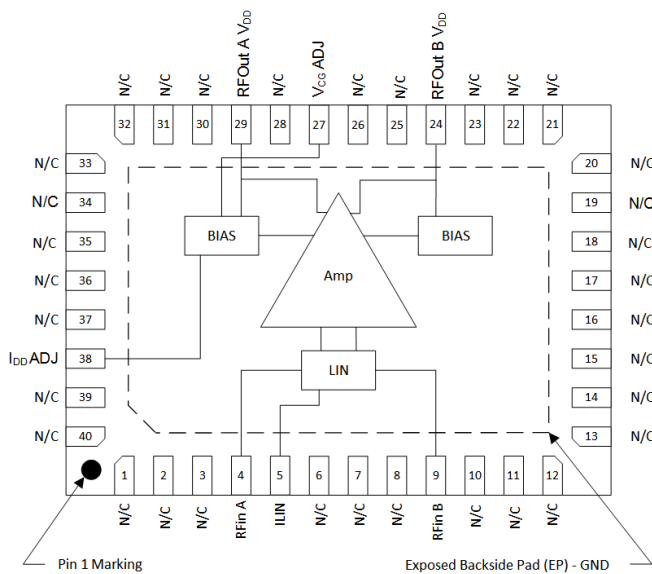 RFOut A VDD
VCG ADJ
RFOut B VDD
N/C N/C N/C N/C N/C N/C N/C N/C N/C
32 31 30 29 28 27 26 25 24 23 22 21
N/C 33
N/C 34
N/C 35
N/C 36
N/C 37
IDD ADJ 38
N/C 39
N/C 40
20 N/C
19 N/C
18 N/C
17 N/C
16 N/C
15 N/C
14 N/C
13 N/C
BIAS
BIAS
Amp
LIN
1 2 3 4 5 6 7 8 9 10 11 12
N/C N/C N/C RFin A ILIN N/C N/C N/C RFin B N/C N/C N/C
Pin 1 Marking
Exposed Backside Pad (EP) - GND